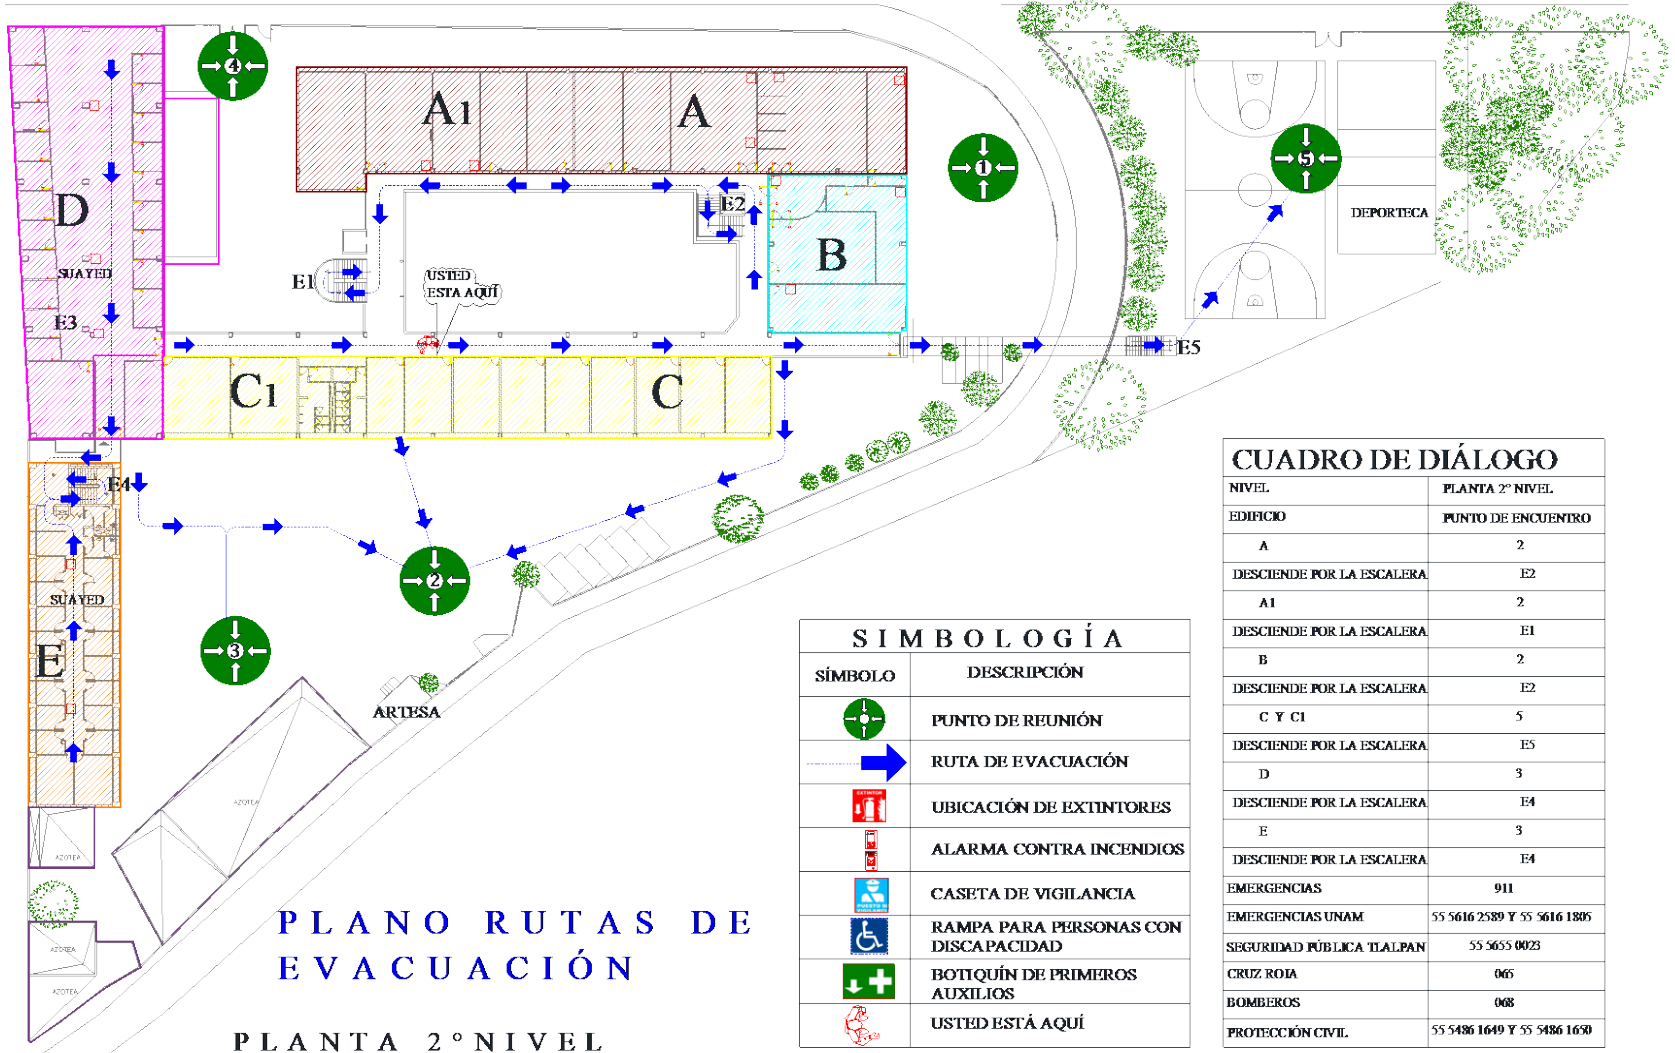 4
A1
A
1
5
D
E2
DEPORTECA
B
SUAYED
E1
USTED
ESTA AQUÍ
E3
E5
C1
C
E4
2
SUAYED
E
3
ARTESA
AZOTEA
AZOTEA
AZOTEA
AZOTEA
PLANO RUTAS DE
EVACUACIÓN
PLANTA 2° NIVEL
SIMBOLOGÍA
SÍMBOLO DESCRIPCIÓN
PUNTO DE REUNIÓN
RUTA DE EVACUACIÓN
EXTINTOR
UBICACIÓN DE EXTINTORES
ALARMA CONTRA INCENDIOS
CASETA DE VIGILANCIA
RAMPA PARA PERSONAS CON
DISCAPACIDAD
BOTIQUÍN DE PRIMEROS
AUXILIOS
USTED ESTÁ AQUÍ
CUADRO DE DIÁLOGO
NIVEL PLANTA 2° NIVEL
EDIFICIO PUNTO DE ENCUENTRO
A 2
DESCIENDE POR LA ESCALERA E2
A1 2
DESCIENDE POR LA ESCALERA E1
B 2
DESCIENDE POR LA ESCALERA E2
C Y C1 5
DESCIENDE POR LA ESCALERA E5
D 3
DESCIENDE POR LA ESCALERA E4
E 3
DESCIENDE POR LA ESCALERA E4
EMERGENCIAS 911
EMERGENCIAS UNAM 55 5616 2589 Y 55 5616 1805
SEGURIDAD PÚBLICA TLALPAN 55 5655 0023
CRUZ ROJA 065
BOMBEROS 068
PROTECCIÓN CIVIL 55 5486 1649 Y 55 5486 1650